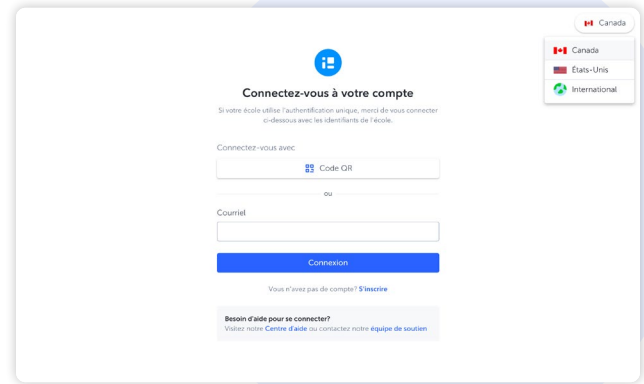 Canada
Canada
États-Unis
International
Connectez-vous à votre compte
Si votre école utilise l'authentification unique, merci de vous connecter
ci-dessous avec les identifiants de l'école.
Connectez-vous avec
Code QR
ou
Courriel
Connexion
Vous n'avez pas de compte? S'inscrire
Besoin d'aide pour se connecter?
Visitez notre Centre d'aide ou contactez notre équipe de soutien